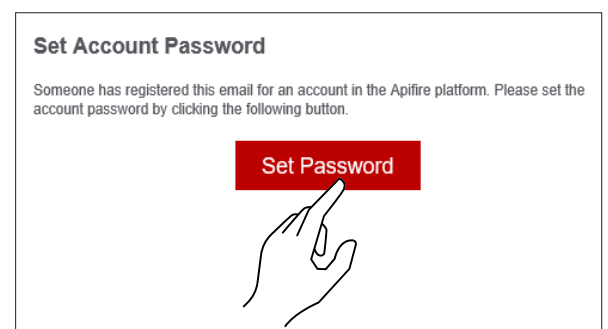 Set Account Password
Someone has registered this email for an account in the Apifire platform. Please set the
account password by clicking the following button.
Set Password